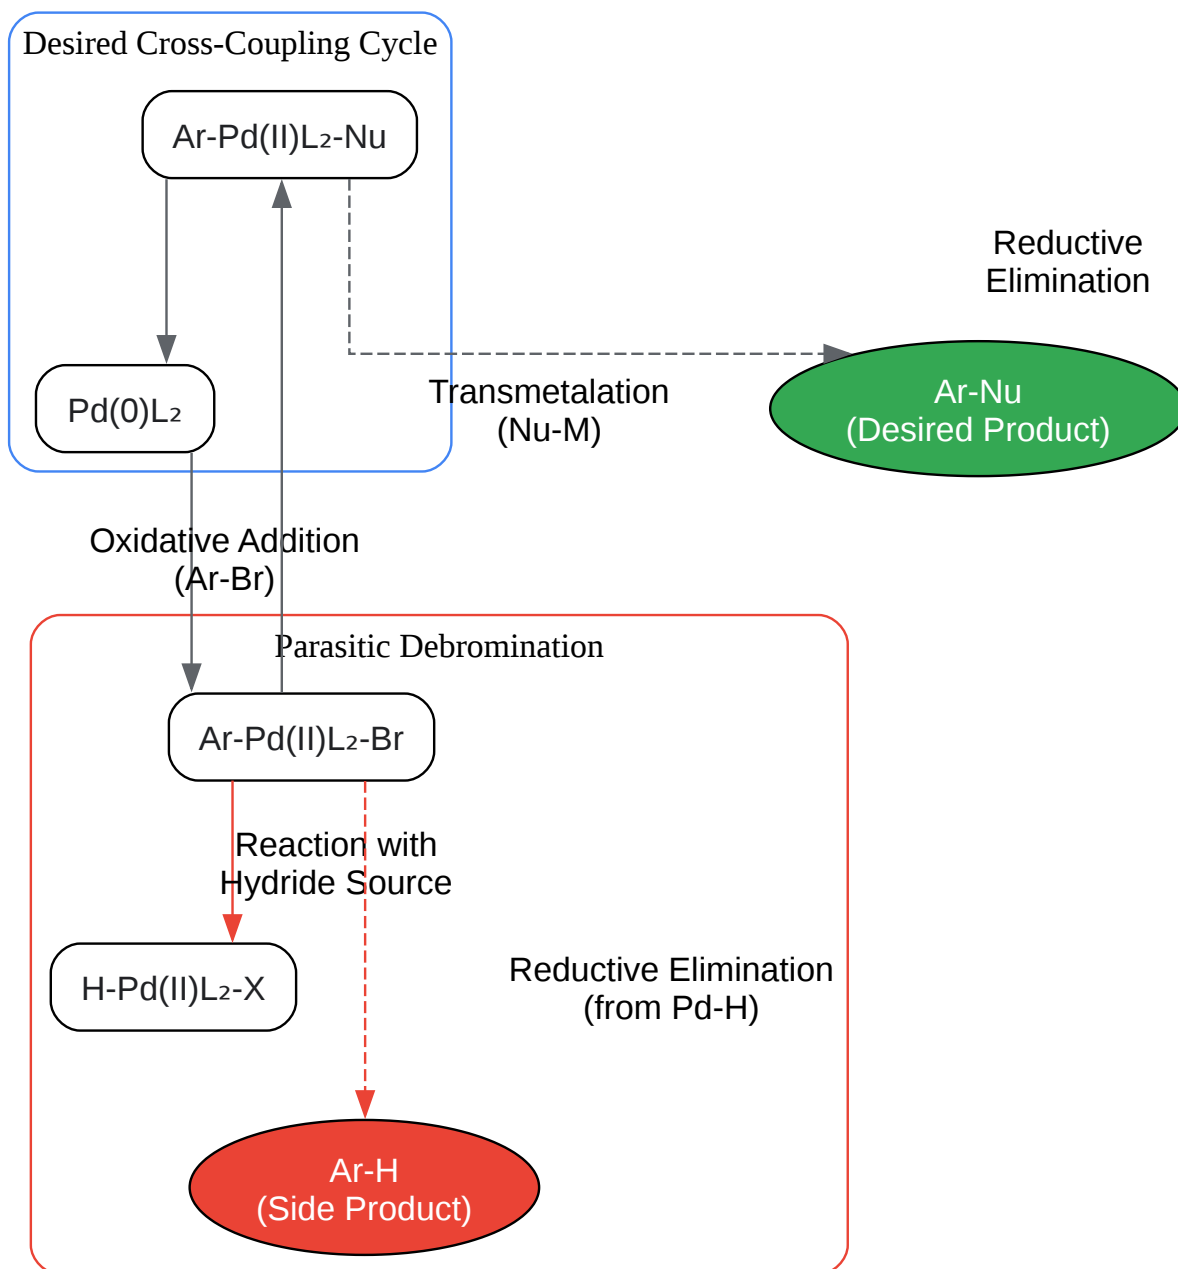 Desired Cross-Coupling Cycle
Ar-Pd(II)L₂-Nu
Reductive
Elimination
Pd(0)L₂
Transmetalation
(Nu-M)
Ar-Nu
(Desired Product)
Oxidative Addition
(Ar-Br)
Parasitic Debromination
Ar-Pd(II)L₂-Br
Reaction with
Hydride Source
H-Pd(II)L₂-X
Reductive Elimination
(from Pd-H)
Ar-H
(Side Product)